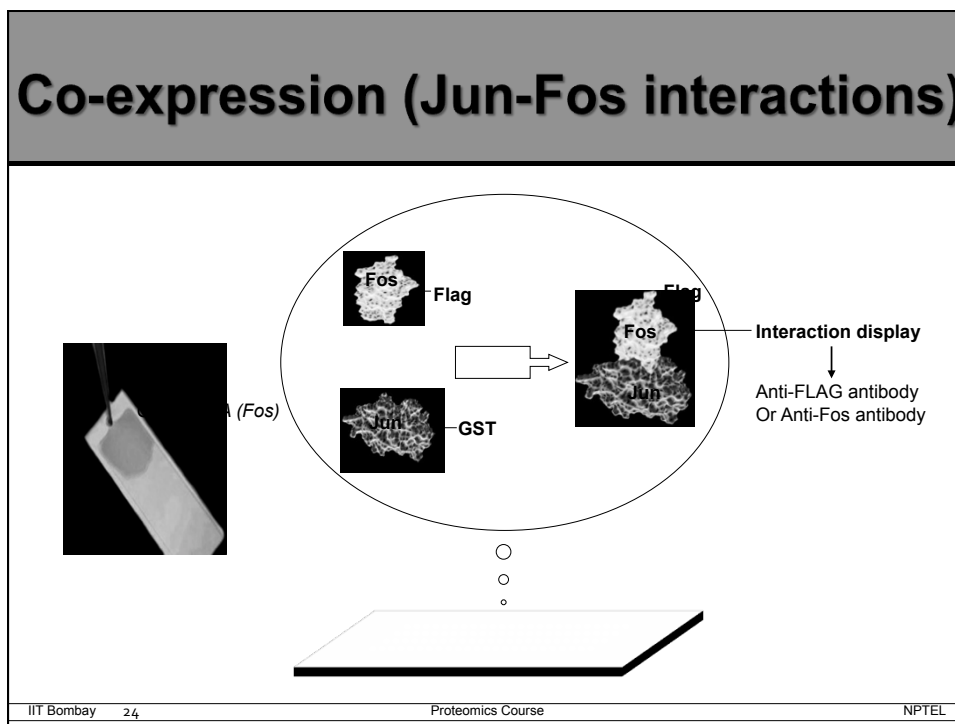 Co-expression (Jun-Fos interactions)
Fos
Flag
Flag
Fos
Interaction display
Jun
Anti-FLAG antibody
Or Anti-Fos antibody
(Fos)
Jun
GST
IIT Bombay 24 Proteomics Course NPTEL